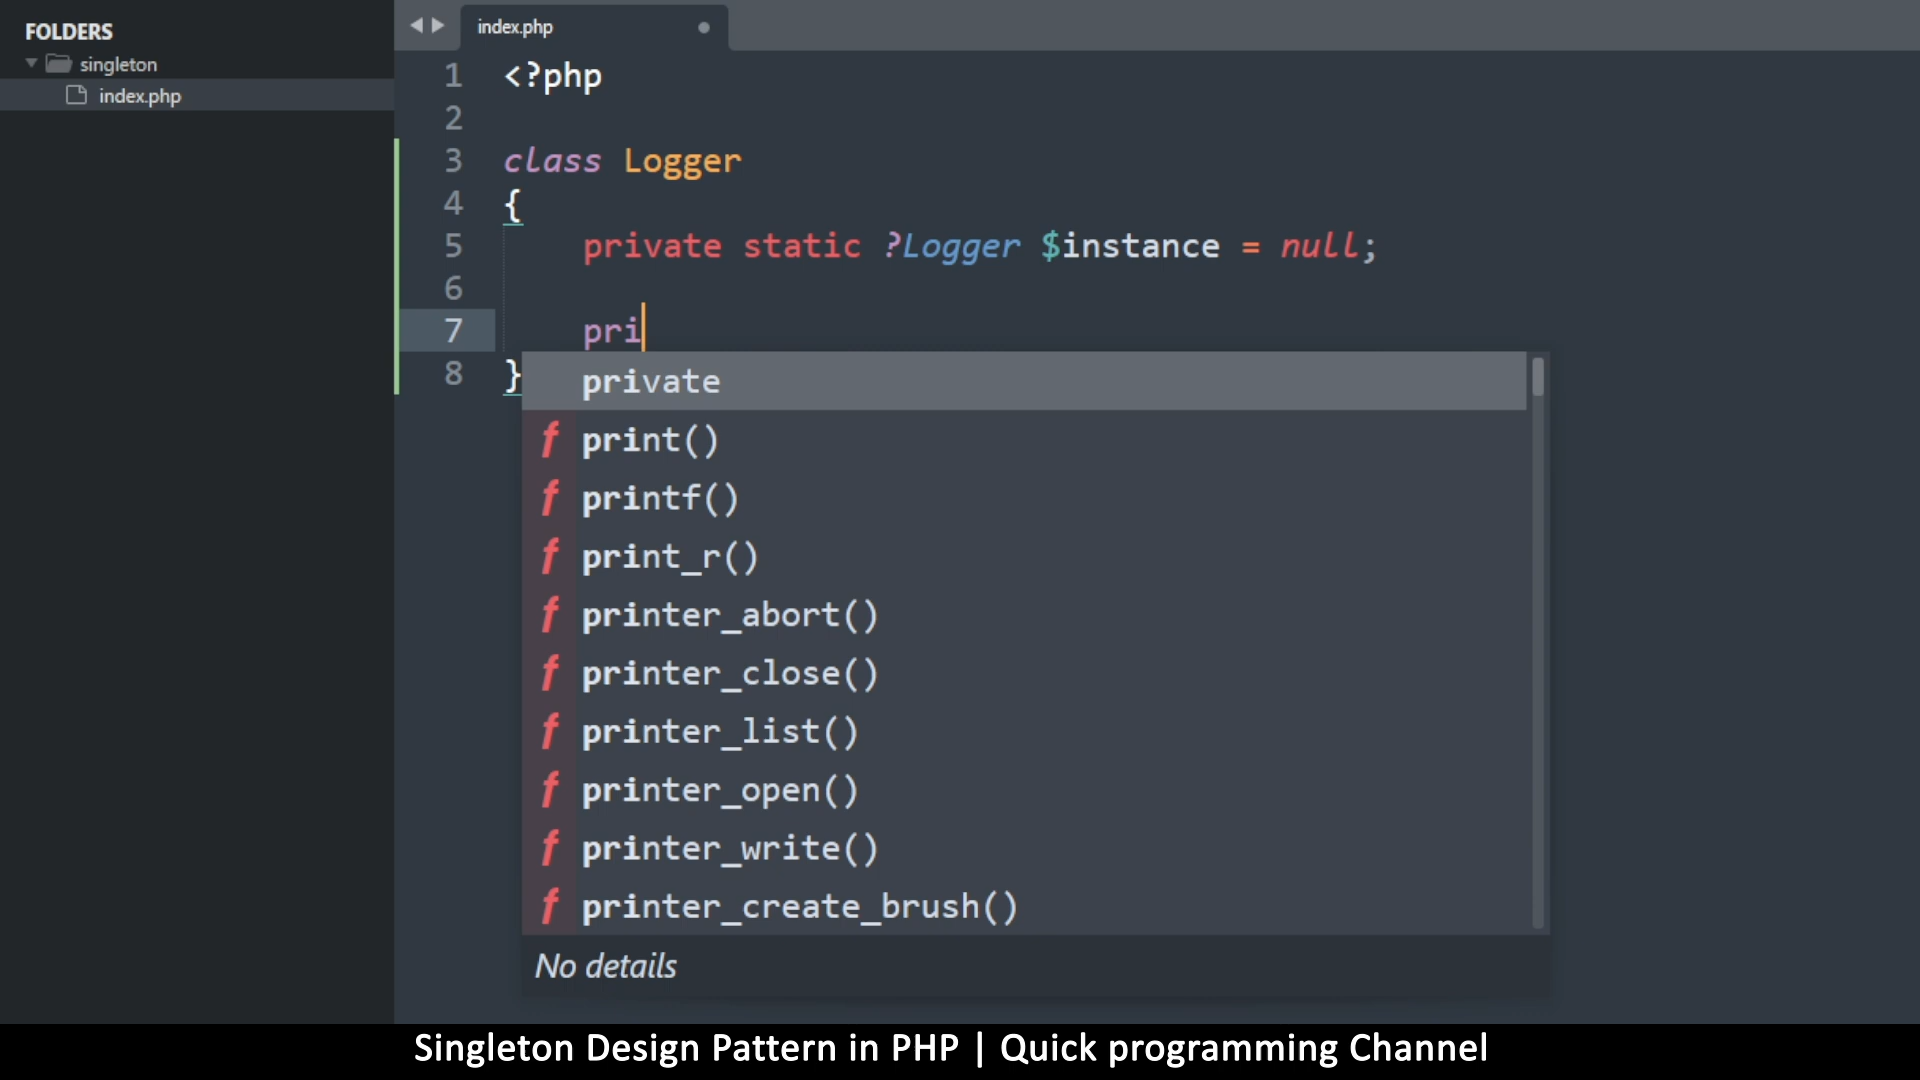 FOLDERS
singleton
index.php
index.php
1 <?php
2
3 class Logger
4 {
5 private static ?Logger $instance = null;
6
7 pri
8 }
private
f print()
f printf()
f print_r()
f printer_abort()
f printer_close()
f printer_list()
f printer_open()
f printer_write()
f printer_create_brush()
No details
Singleton Design Pattern in PHP | Quick programming Channel